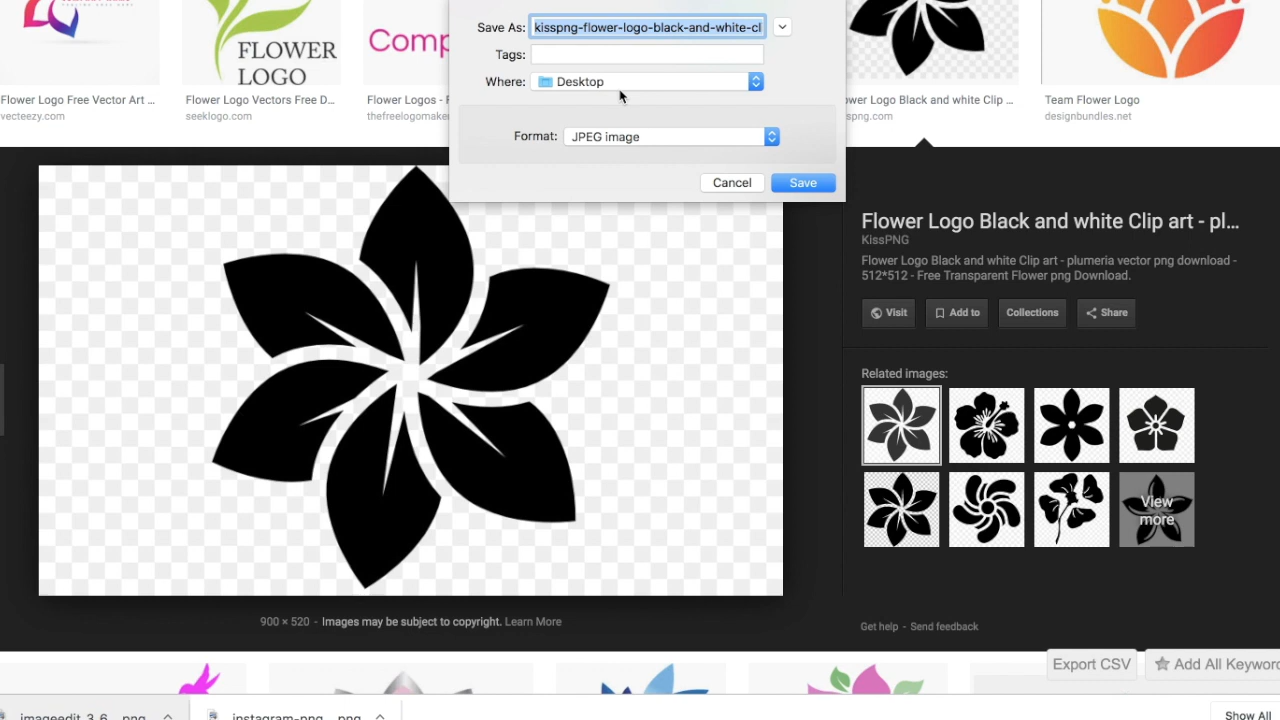 FLOWER
LOGO
Comp
Flower Logo Free Vector Art ...
vecteezy.com
Flower Logo Vectors Free D...
seeklogo.com
Flower Logos - F
thefreelogomaker
Save As: kisspng-flower-logo-black-and-white-cl
Tags:
Where: Desktop
Format: JPEG image
Cancel
Save
ower Logo Black and white Clip ...
spng.com
Team Flower Logo
designbundles.net
Flower Logo Black and white Clip art - pl...
KissPNG
Flower Logo Black and white Clip art - plumeria vector png download -
512*512 - Free Transparent Flower png Download.
Visit
Add to
Collections
Share
Related images:
View
more
900 × 520 - Images may be subject to copyright. Learn More
Get help - Send feedback
Export CSV
Add All Keyword
imageedit_3_6....png
instagram-png....png
Show All